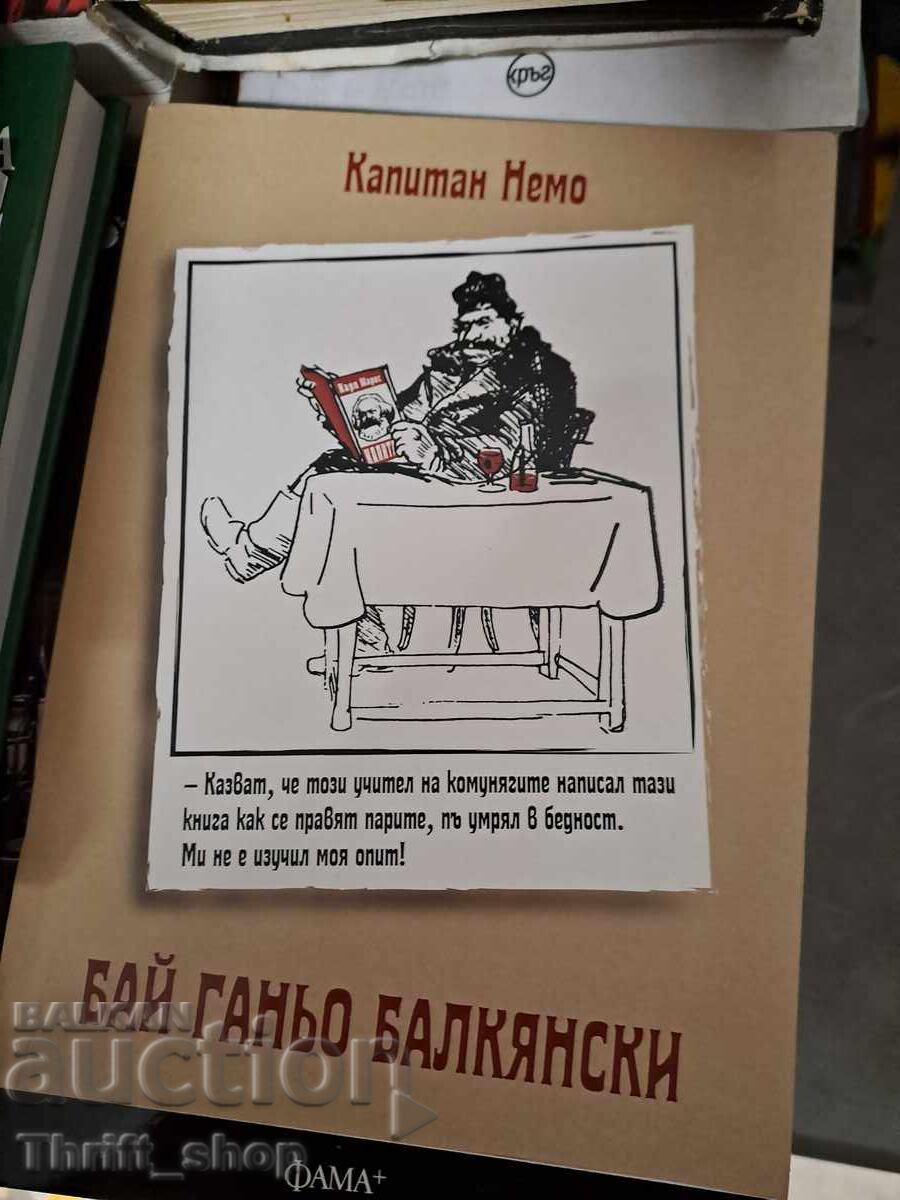 кръг
А
Капитан Немо
Карл Маркс
– Казват, че този учител на комунягите написал тази
книга как се правят парите, пъ умрял в бедност.
Ми не е изучил моя опит!
БАЙ ГАНЬО БАЛКЯНСКИ
BALKAN
auction
Thrift_shop
ФАМА+